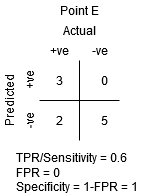 Point E
Actual
+ve -ve
Predicted
+ve 3 0
-ve 2 5
TPR/Sensitivity = 0.6
FPR = 0
Specificity = 1-FPR = 1